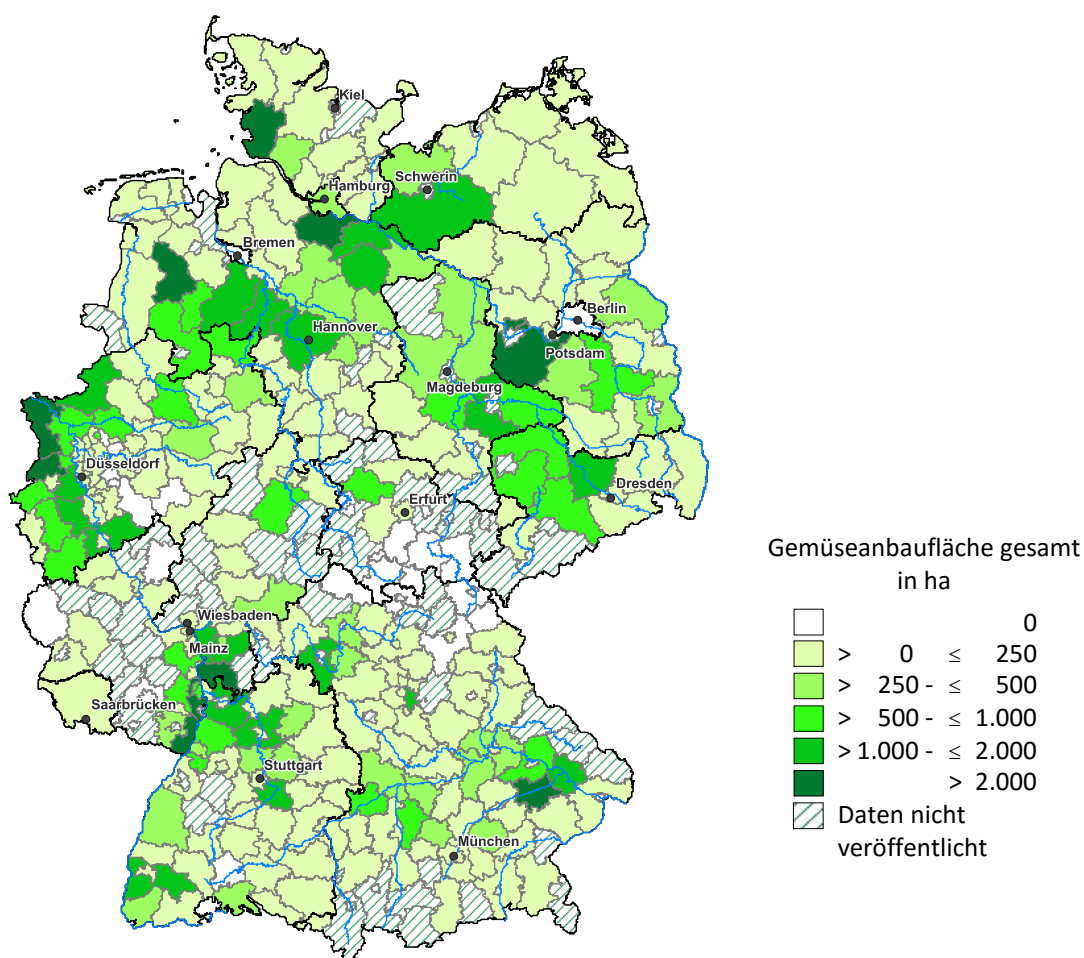 Kiel
Hamburg
Schwerin
Bremen
Berlin
Hannover
Potsdam
Magdeburg
Düsseldorf
Dresden
Erfurt
Wiesbaden
Mainz
Saarbrücken
Stuttgart
München
Gemüseanbaufläche gesamt
in ha
0
> 0 ≤ 250
> 250 - ≤ 500
> 500 - ≤ 1.000
> 1.000 - ≤ 2.000
> 2.000
Daten nicht
veröffentlicht